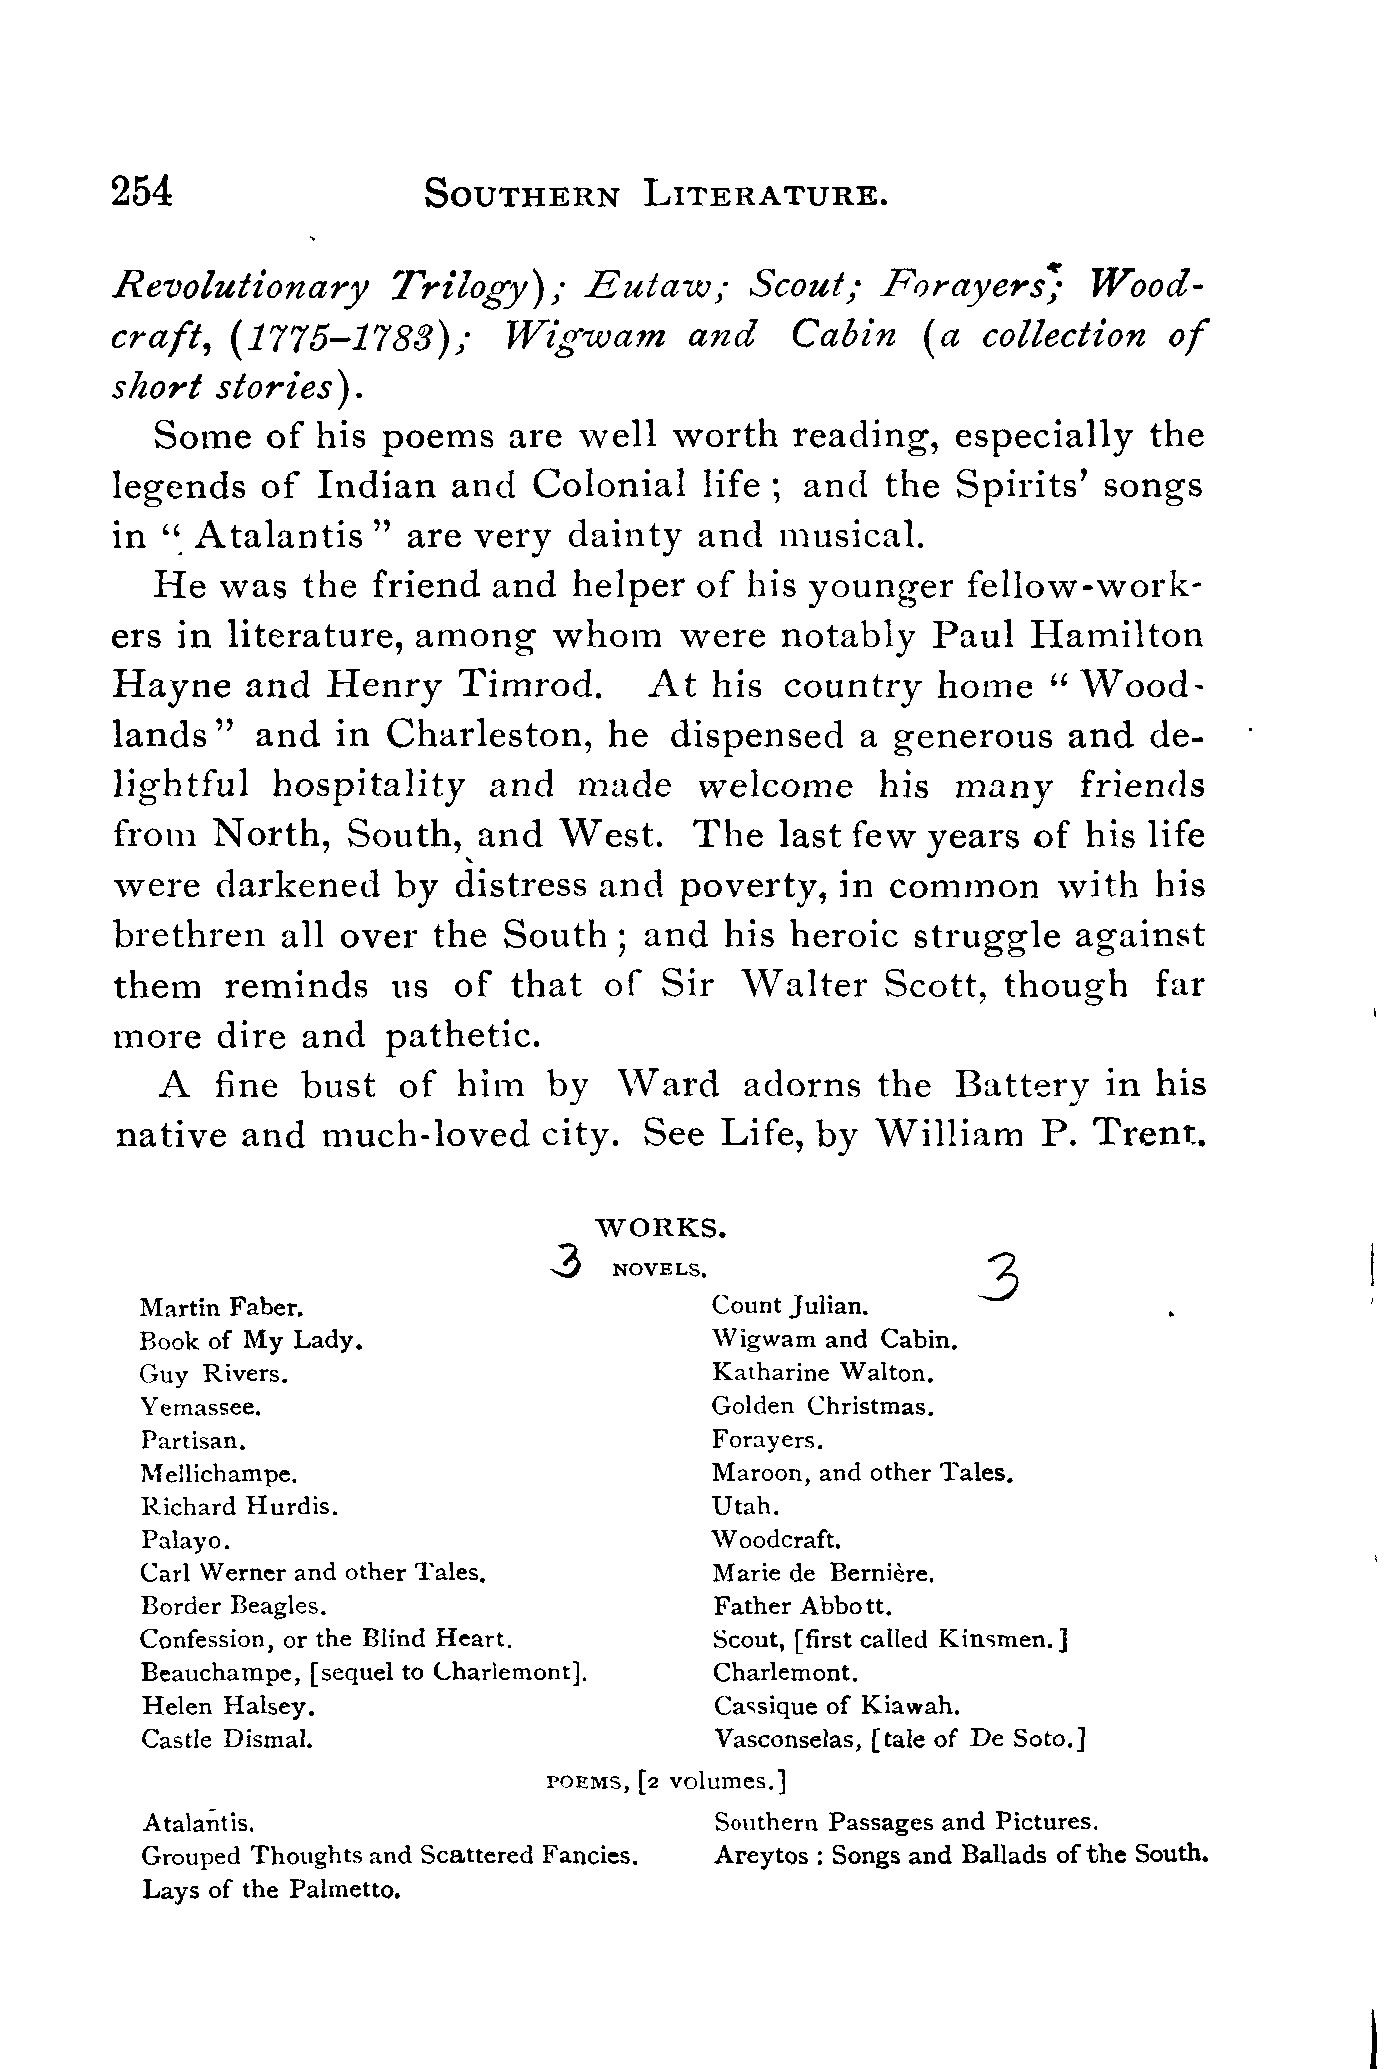 254 SOUTHERN LITERATURE.
Revolutionary Trilogy); Eutaw; Scout; Forayers; Wood-
craft, (1775–1783); Wigwam and Cabin (a collection of
short stories).
Some of his poems are well worth reading, especially the
legends of Indian and Colonial life ; and the Spirits' songs
in " Atalantis " are very dainty and musical.
He was the friend and helper of his younger fellow-work-
ers in literature, among whom were notably Paul Hamilton
Hayne and Henry Timrod. At his country home " Wood-
lands " and in Charleston, he dispensed a generous and de-
lightful hospitality and made welcome his many friends
from North, South, and West. The last few years of his life
were darkened by distress and poverty, in common with his
brethren all over the South ; and his heroic struggle against
them reminds us of that of Sir Walter Scott, though far
more dire and pathetic.
A fine bust of him by Ward adorns the Battery in his
native and much-loved city. See Life, by William P. Trent.
WORKS.
3 NOVELS. 3
Martin Faber.
Book of My Lady.
Guy Rivers.
Yemassee.
Partisan.
Mellichampe.
Richard Hurdis.
Palayo.
Carl Werner and other Tales.
Border Beagles.
Confession, or the Blind Heart.
Beauchampe, [sequel to Charlemont].
Helen Halsey.
Castle Dismal.
Count Julian.
Wigwam and Cabin.
Katharine Walton.
Golden Christmas.
Forayers.
Maroon, and other Tales.
Utah.
Woodcraft.
Marie de Bernière.
Father Abbott.
Scout, [first called Kinsmen.]
Charlemont.
Cassique of Kiawah.
Vasconselas, [tale of De Soto.]
POEMS, [2 volumes.]
Atalantis.
Grouped Thoughts and Scattered Fancies.
Lays of the Palmetto.
Southern Passages and Pictures.
Areytos : Songs and Ballads of the South.